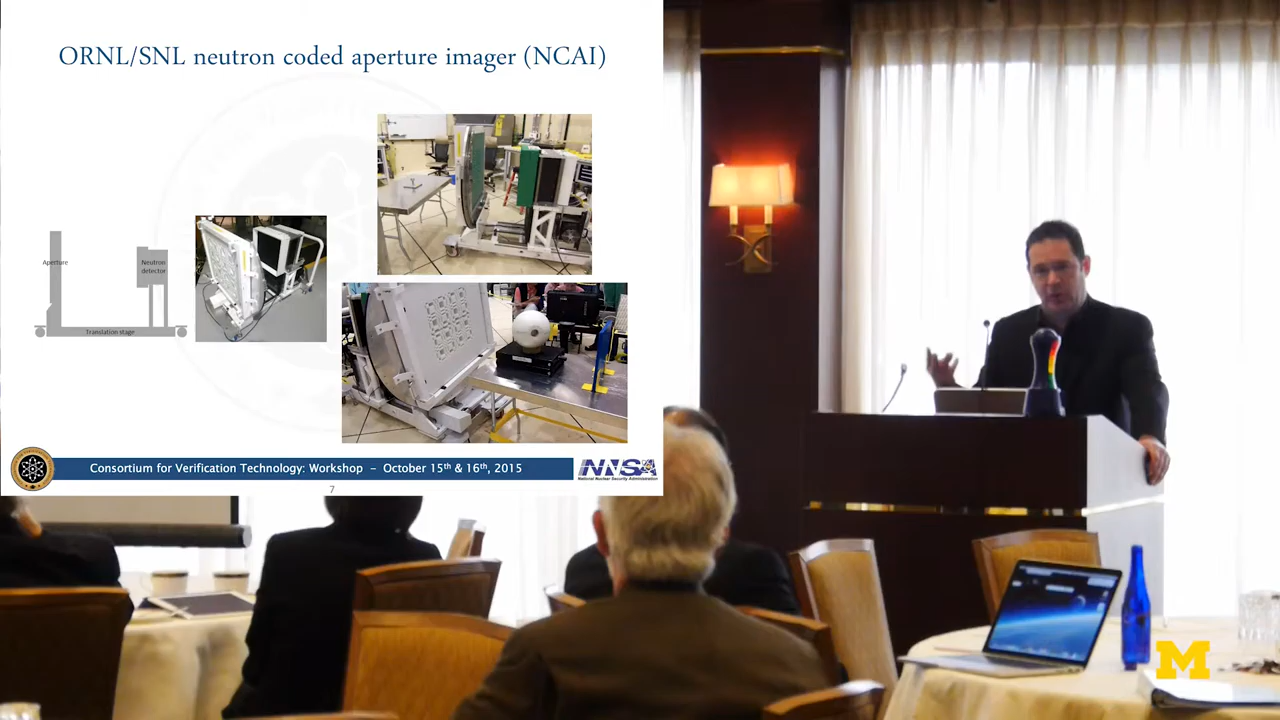 ORNL/SNL neutron coded aperture imager (NCAI)
Aperture
Neutron
detector
Translation stage
Consortium for Verification Technology: Workshop – October 15th & 16th, 2015
NNSA
National Nuclear Security Administration
7
M